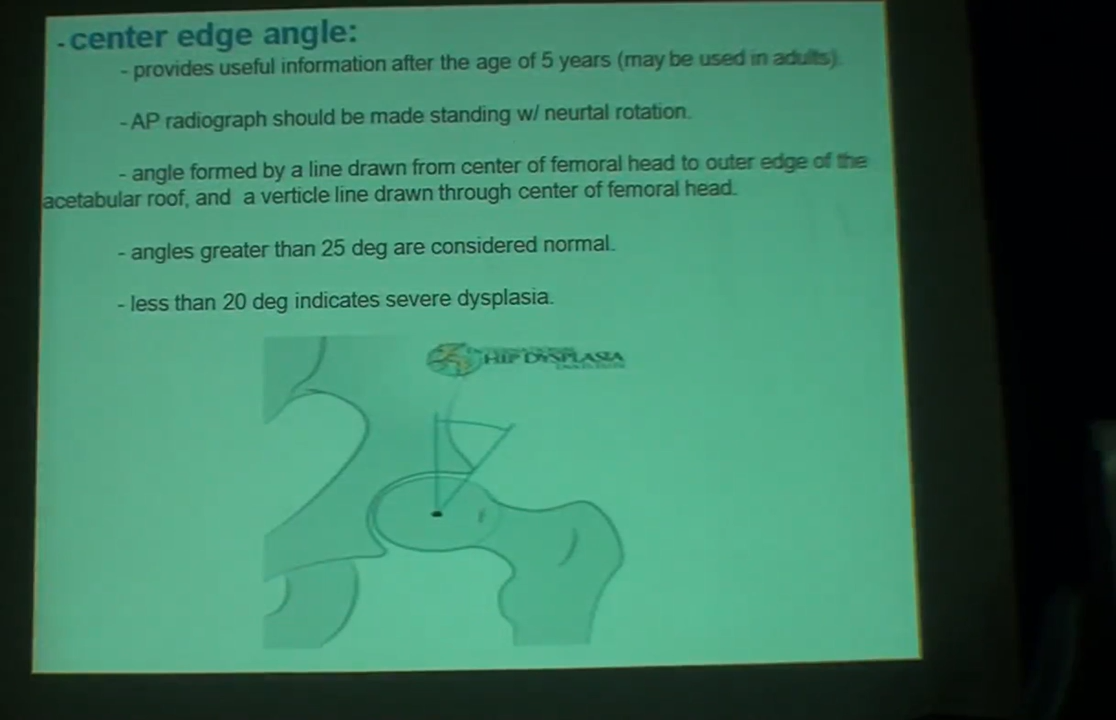 - center edge angle:
- provides useful information after the age of 5 years (may be used in adults).
- AP radiograph should be made standing w/ neurtal rotation.
- angle formed by a line drawn from center of femoral head to outer edge of the
acetabular roof, and a verticle line drawn through center of femoral head.
- angles greater than 25 deg are considered normal.
- less than 20 deg indicates severe dysplasia.
HIP DYSPLASIA